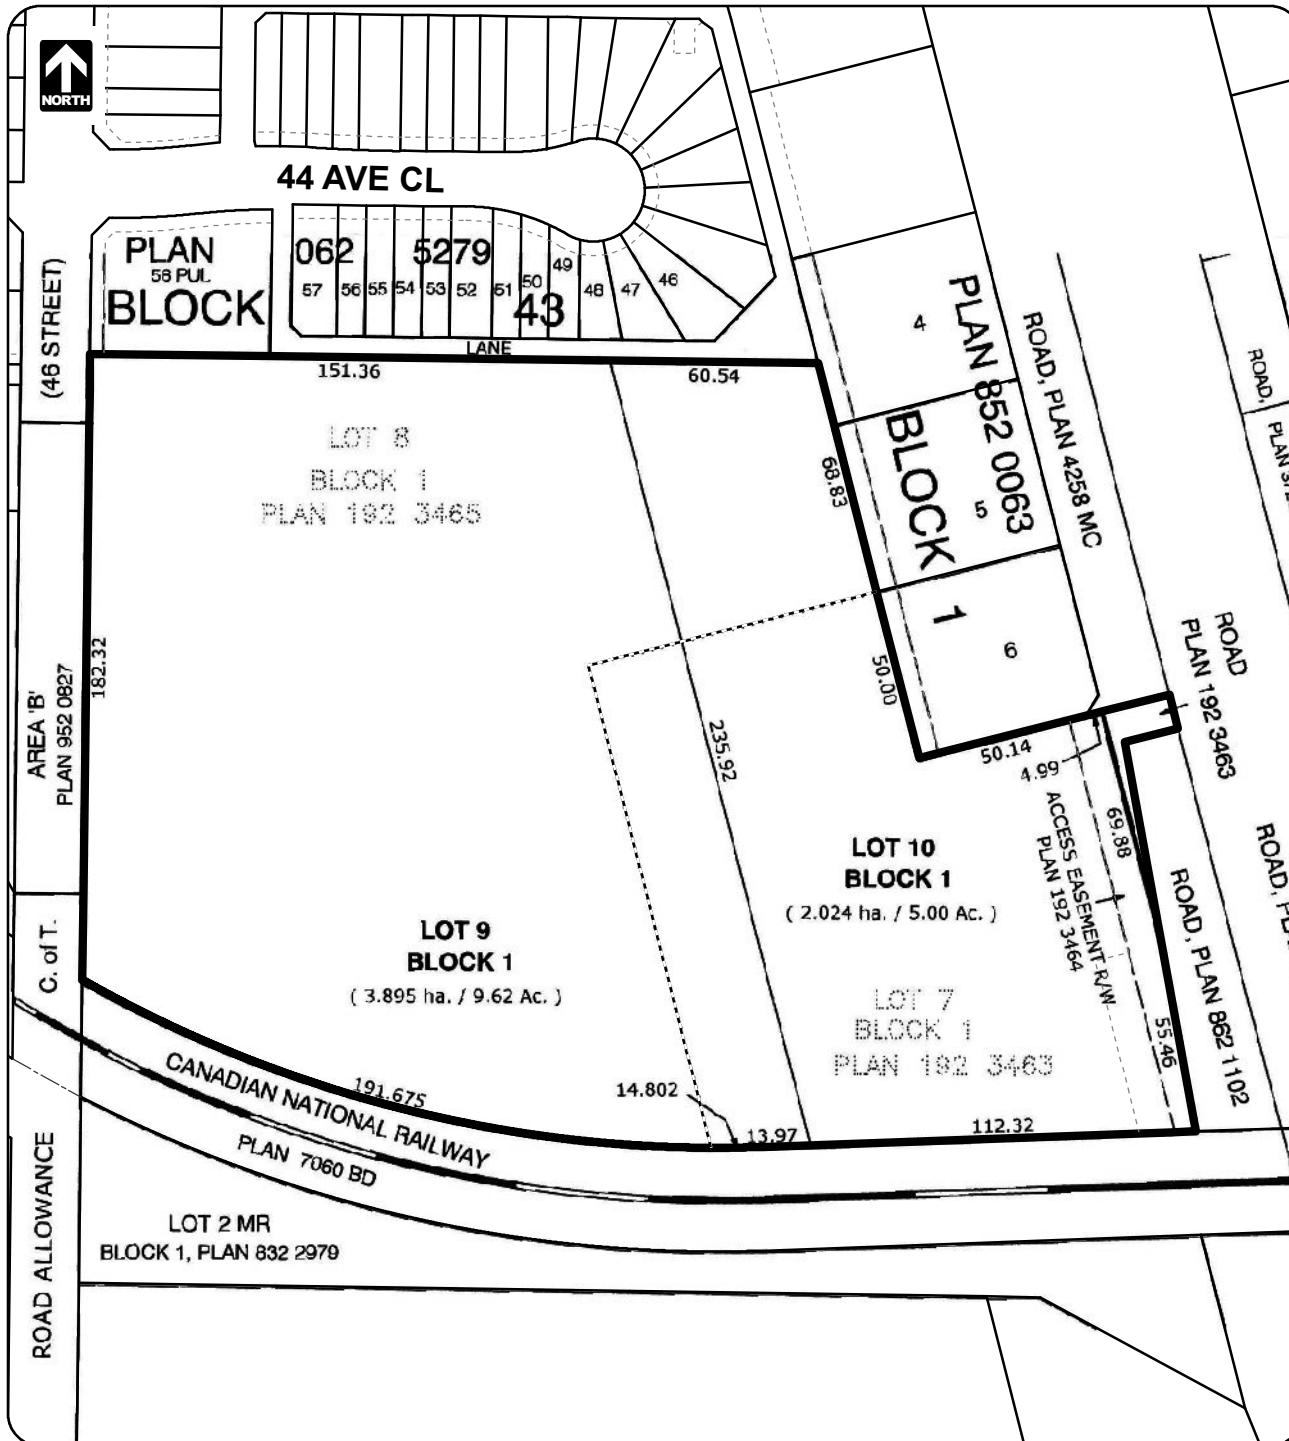 NORTH
44 AVE CL
PLAN
56 PUL
BLOCK
062
5279
57
56
55
54
53
52
51
50
49
43
48
47
46
LANE
(46 STREET)
151.36
60.54
LOT 8
BLOCK 1
PLAN 192 3465
68.83
4
5
6
PLAN 852 0063
BLOCK 1
ROAD, PLAN 4258 MC
ROAD,
ROAD
PLAN 192 3463
182.32
AREA 'B'
PLAN 952 0827
50.00
235.92
50.14
4.99
69.88
ACCESS EASEMENT R/W
PLAN 192 3464
LOT 10
BLOCK 1
( 2.024 ha. / 5.00 Ac. )
ROAD, PLAN 862 1102
LOT 9
BLOCK 1
( 3.895 ha. / 9.62 Ac. )
LOT 7
BLOCK 1
PLAN 192 3463
55.46
C. of T.
191.675
CANADIAN NATIONAL RAILWAY
PLAN 7060 BD
14.802
13.97
112.32
LOT 2 MR
BLOCK 1, PLAN 832 2979
ROAD ALLOWANCE